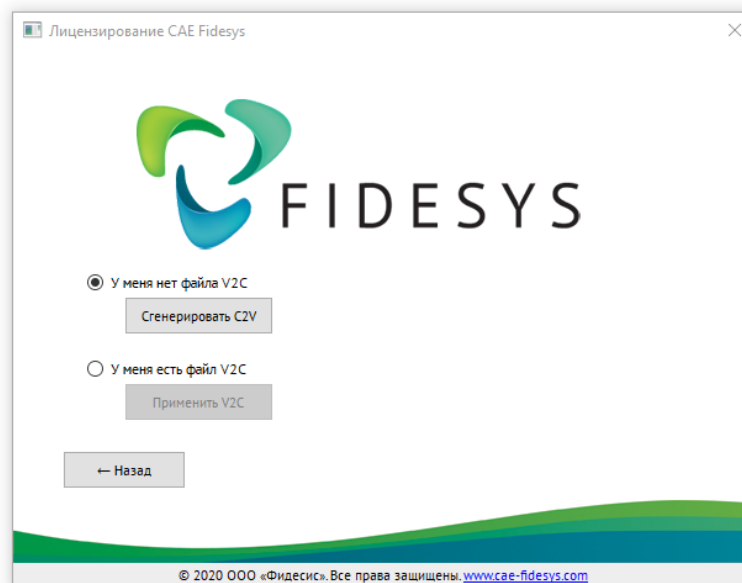 Лицензирование CAE Fidesys
FIDESYS
У меня нет файла V2C
Сгенерировать C2V
У меня есть файл V2C
Применить V2C
← Назад
© 2020 ООО «Фидесис». Все права защищены. www.cae-fidesys.com